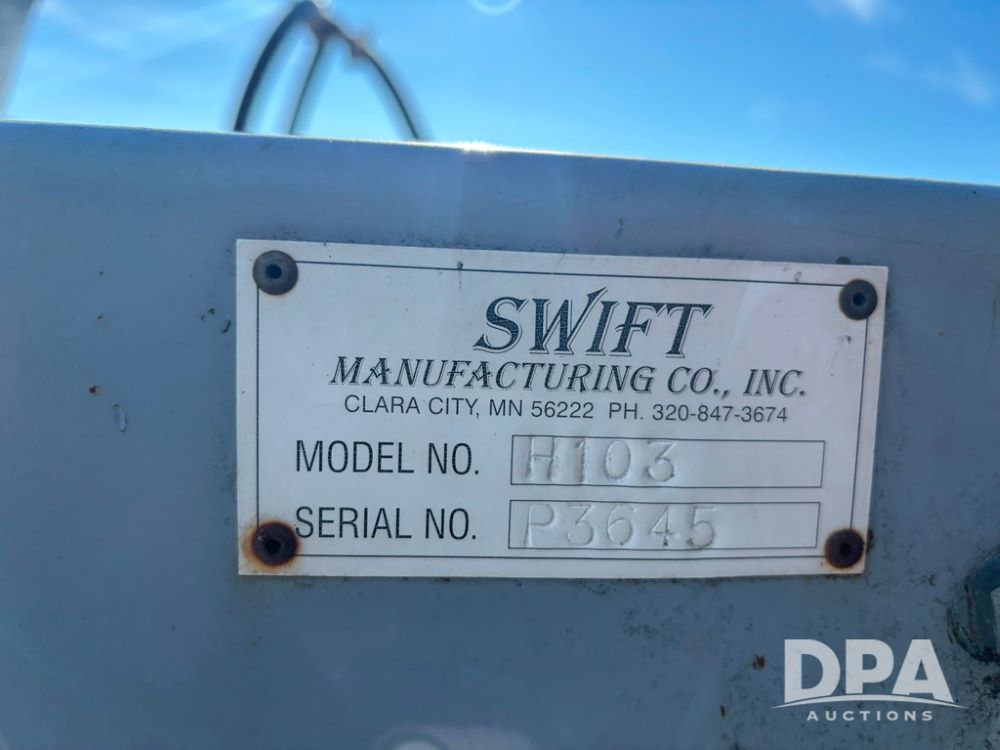 SWIFT
MANUFACTURING CO., INC.
CLARA CITY, MN 56222 PH. 320-847-3674
MODEL NO. H103
SERIAL NO. P3645
DPA
AUCTIONS